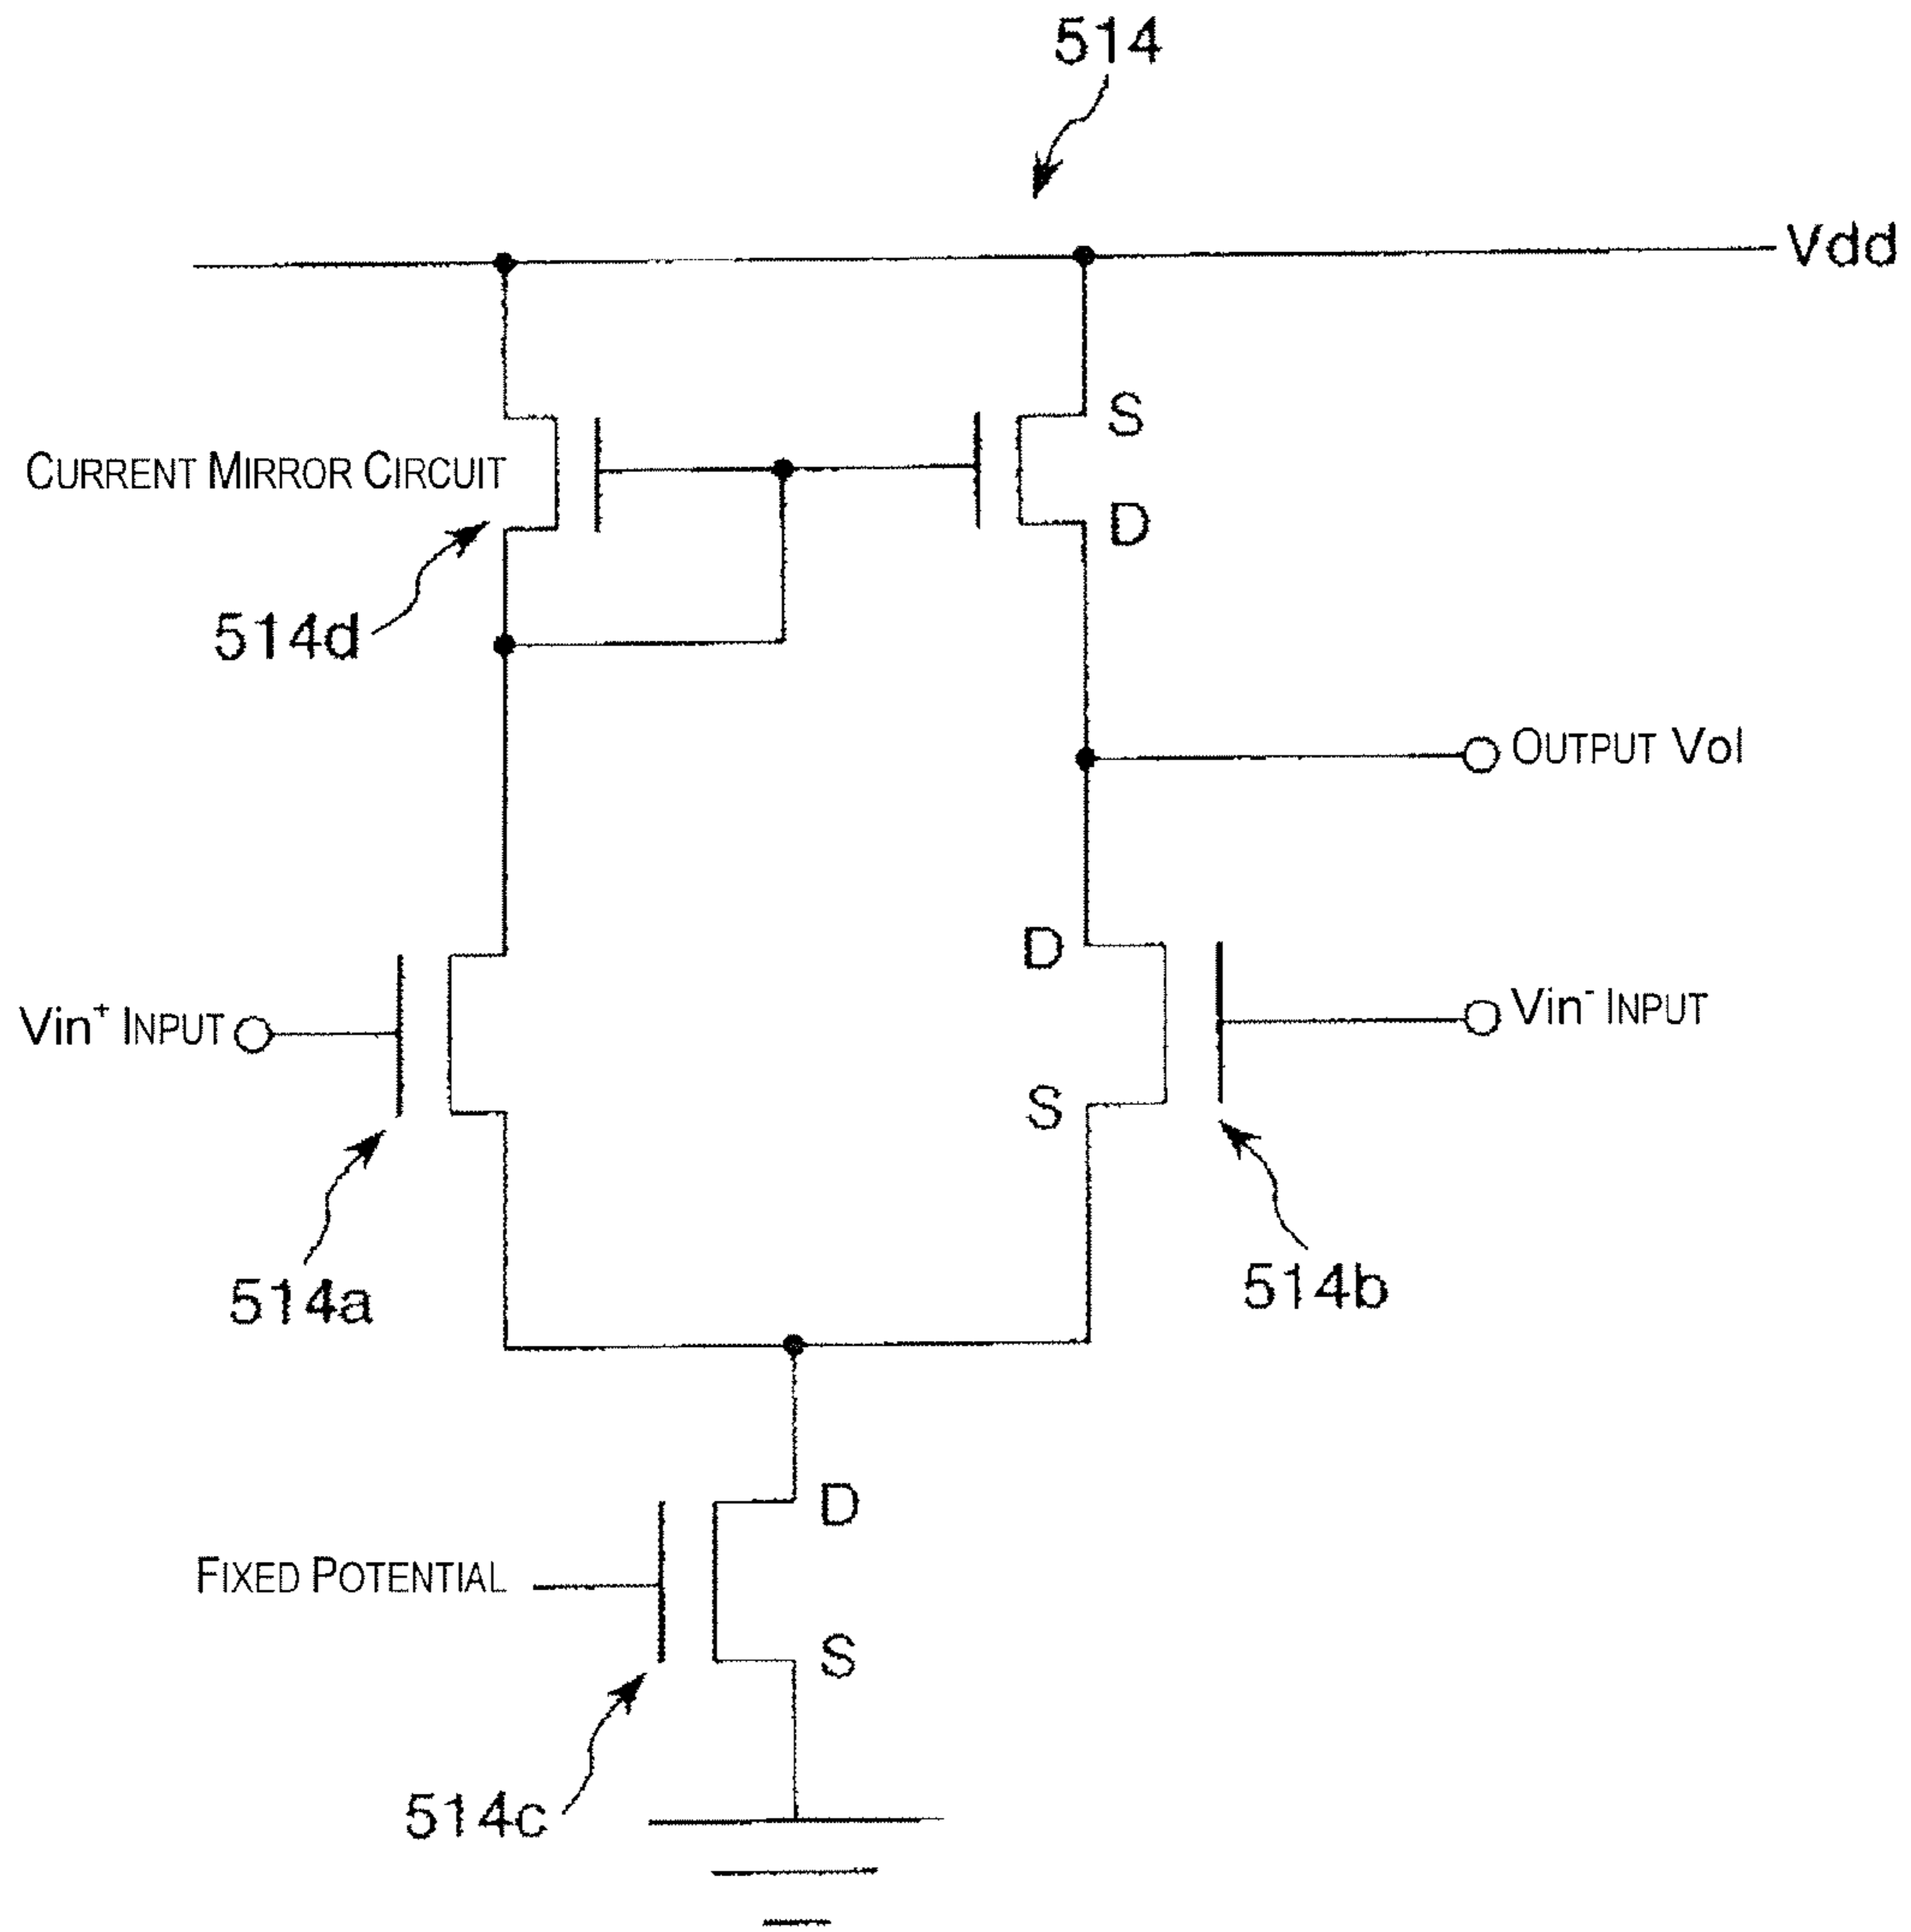 514
Vdd
S
CURRENT MIRROR CIRCUIT
D
514d
OUTPUT Vol
D
Vin+ INPUT
Vin- INPUT
S
514a
514b
D
FIXED POTENTIAL
S
514c